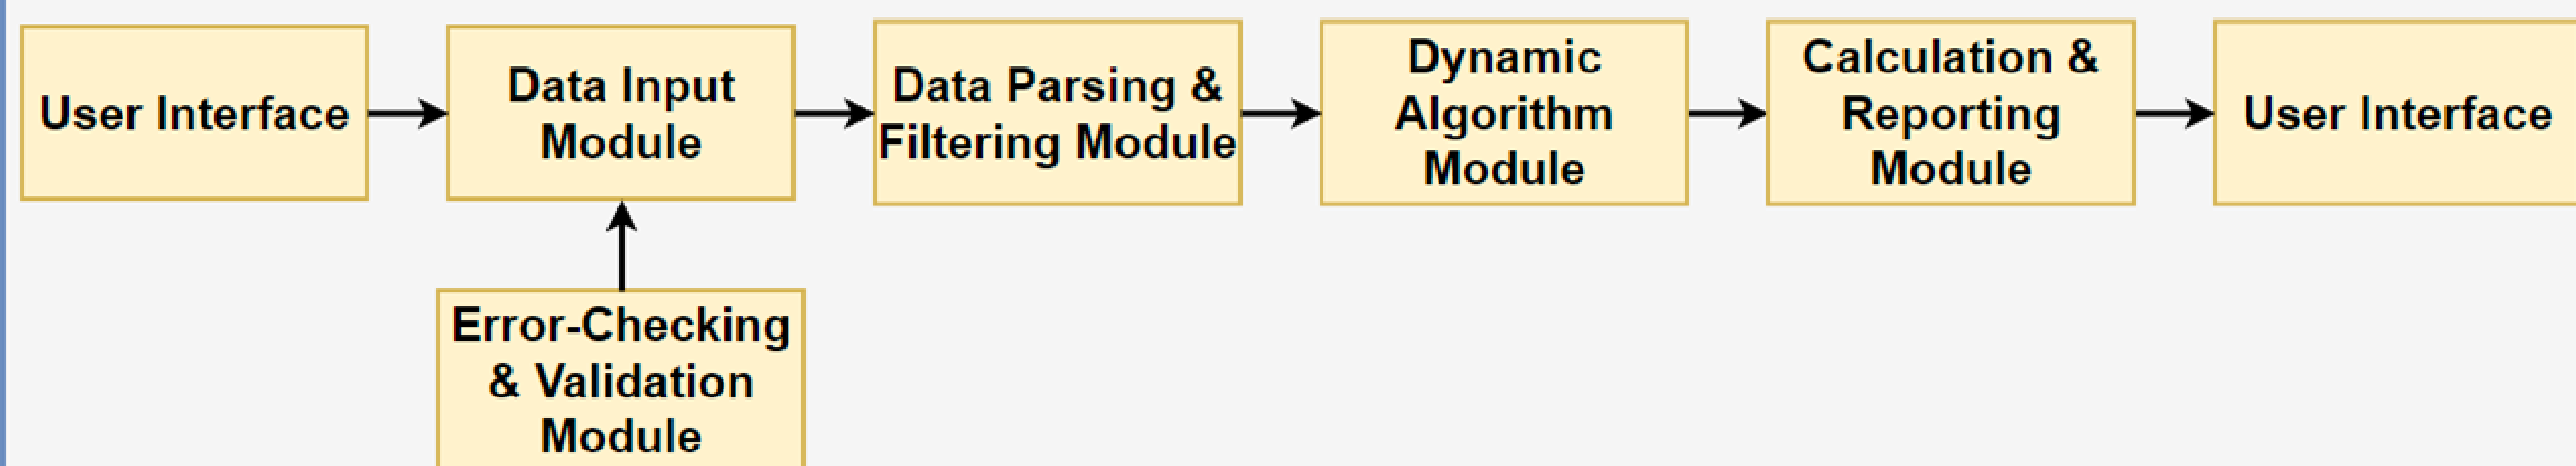 User Interface
Data Input
Module
Data Parsing &
Filtering Module
Dynamic
Algorithm
Module
Calculation &
Reporting
Module
User Interface
Error-Checking
& Validation
Module